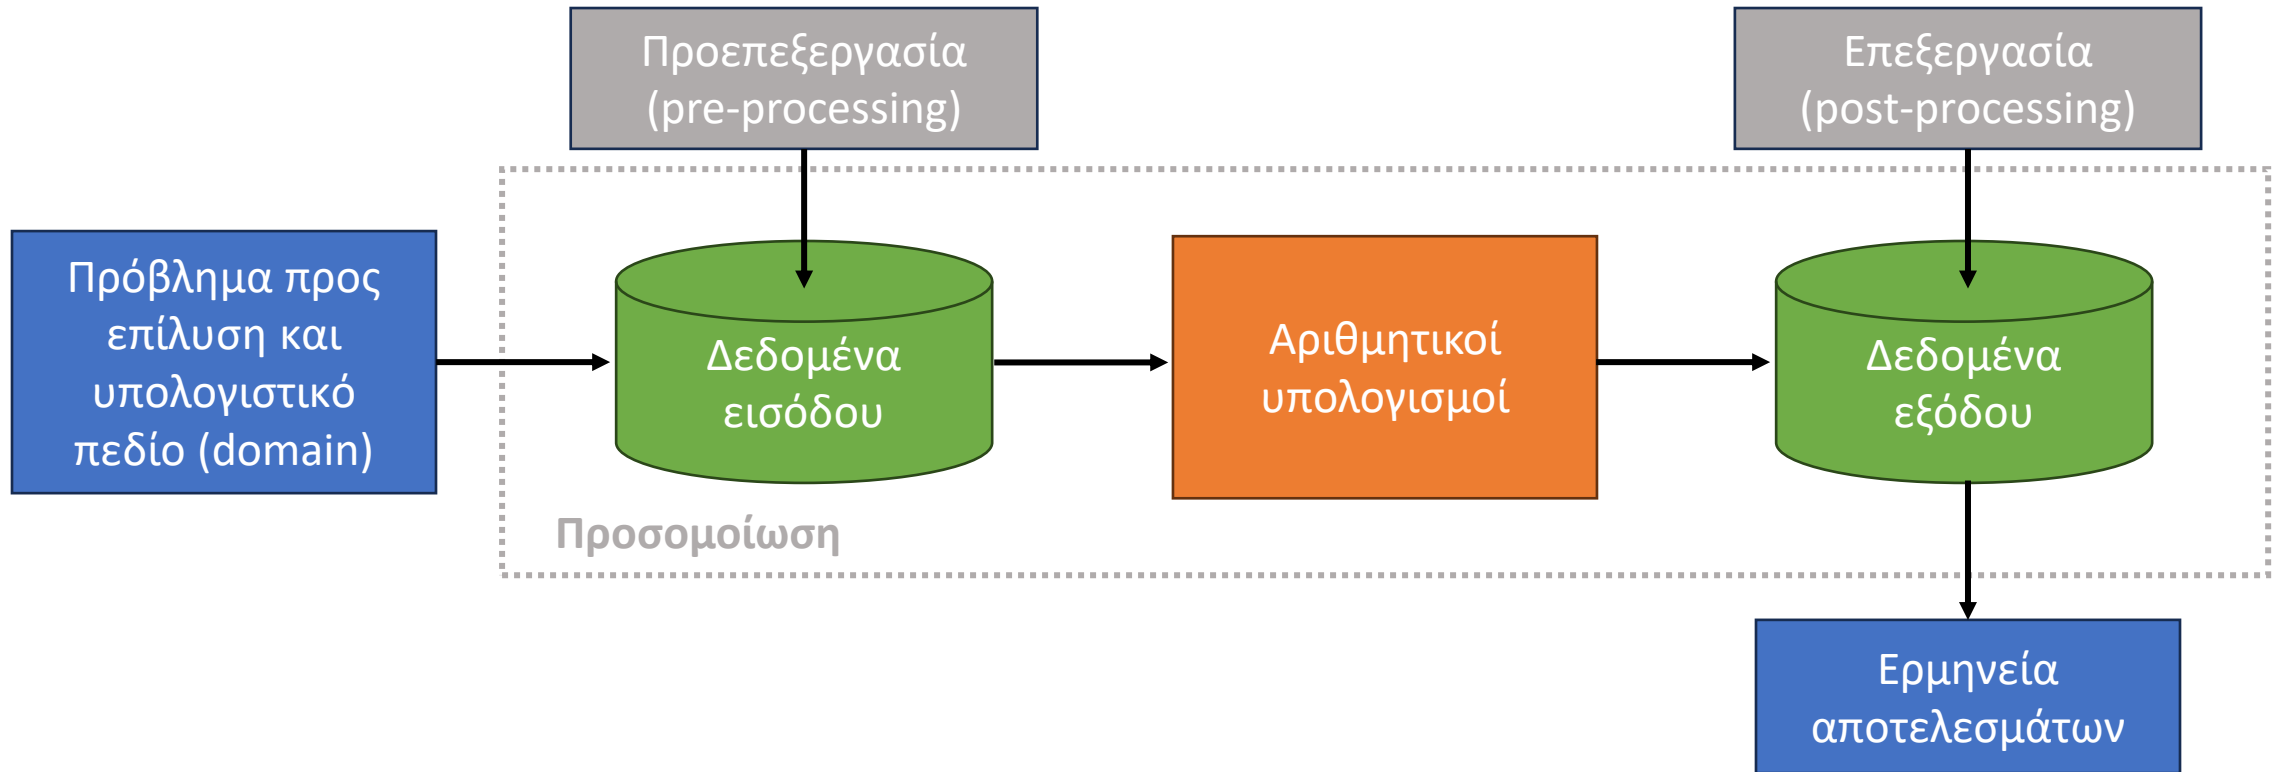 Προεπεξεργασία
(pre-processing)
Επεξεργασία
(post-processing)
Πρόβλημα προς
επίλυση και
υπολογιστικό
πεδίο (domain)
Δεδομένα
εισόδου
Αριθμητικοί
υπολογισμοί
Δεδομένα
εξόδου
Προσομοίωση
Ερμηνεία
αποτελεσμάτων